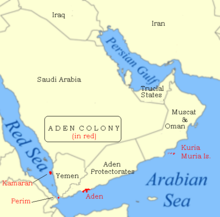 Iraq
Iran
Persian Gulf
Saudi Arabia
Trucial
States
Muscat
&
Oman
ADEN COLONY
(in red)
Red Sea
Kuria
Muria Is
Yemen
Aden
Protectorates
Kamaran
Arabian
Sea
Perim
Aden